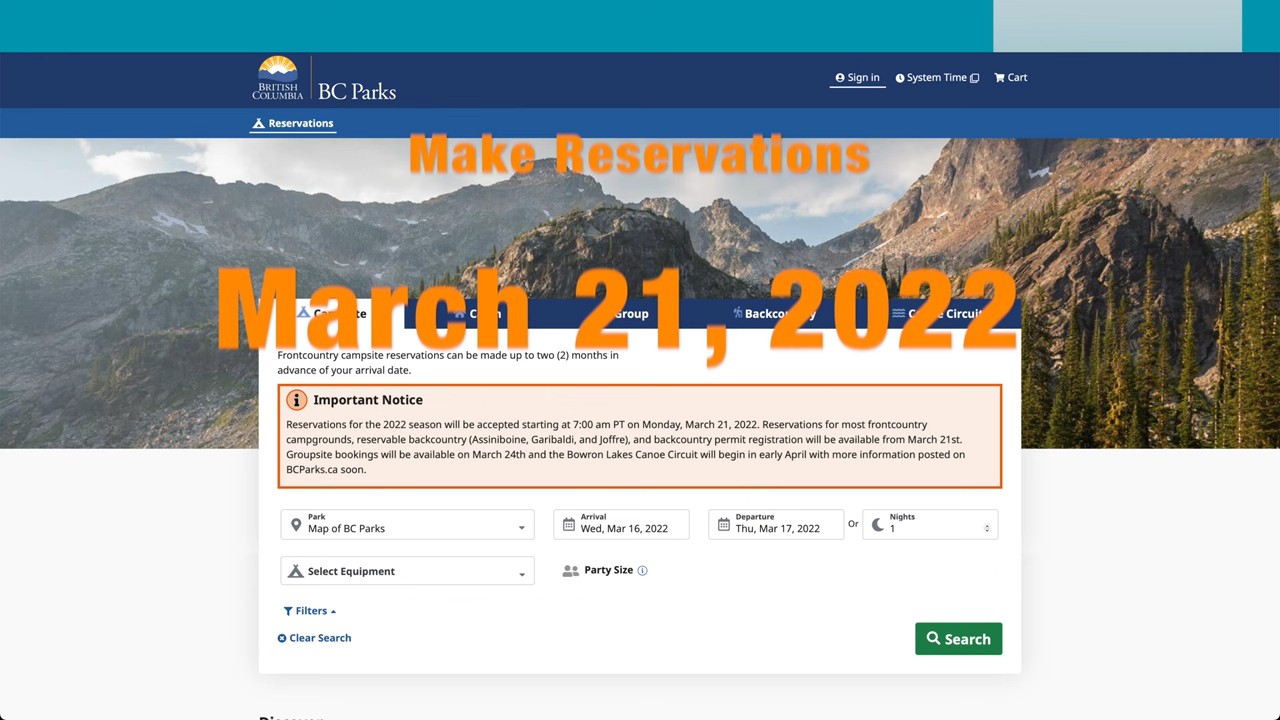 BRITISH
COLUMBIA
BC Parks
Sign in
System Time
Cart
Reservations
Make Reservations
March 21, 2022
Group
Frontcountry campsite reservations can be made up to two (2) months in
advance of your arrival date.
Important Notice
Reservations for the 2022 season will be accepted starting at 7:00 am PT on Monday, March 21, 2022. Reservations for most frontcountry
campgrounds, reservable backcountry (Assiniboine, Garibaldi, and Joffre), and backcountry permit registration will be available from March 21st.
Groupsite bookings will be available on March 24th and the Bowron Lakes Canoe Circuit will begin in early April with more information posted on
BCParks.ca soon.
Park
Map of BC Parks
Arrival
Wed, Mar 16, 2022
Departure
Thu, Mar 17, 2022
Or
Nights
1
Select Equipment
Party Size
Filters
Clear Search
Search